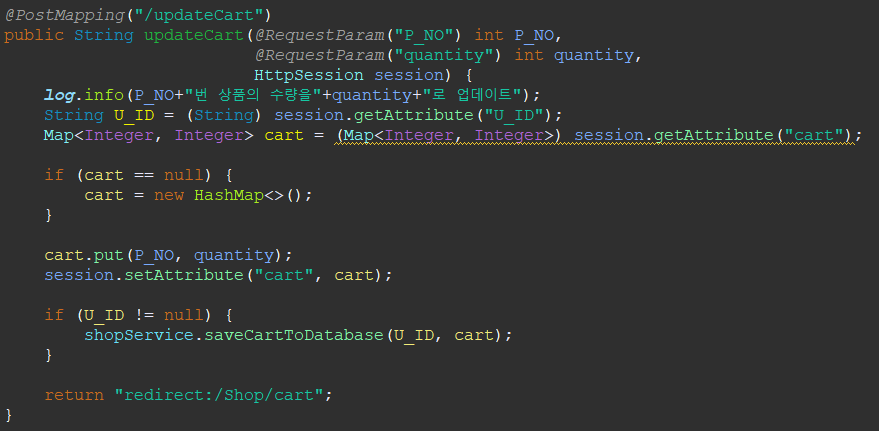 @PostMapping("/updateCart")
public String updateCart(@RequestParam("P_NO") int P_NO,
                         @RequestParam("quantity") int quantity,
                         HttpSession session) {
    log.info(P_NO+"번 상품의 수량을"+quantity+"로 업데이트");
    String U_ID = (String) session.getAttribute("U_ID");
    Map<Integer, Integer> cart = (Map<Integer, Integer>) session.getAttribute("cart");

    if (cart == null) {
        cart = new HashMap<>();
    }

    cart.put(P_NO, quantity);
    session.setAttribute("cart", cart);

    if (U_ID != null) {
        shopService.saveCartToDatabase(U_ID, cart);
    }

    return "redirect:/Shop/cart";
}